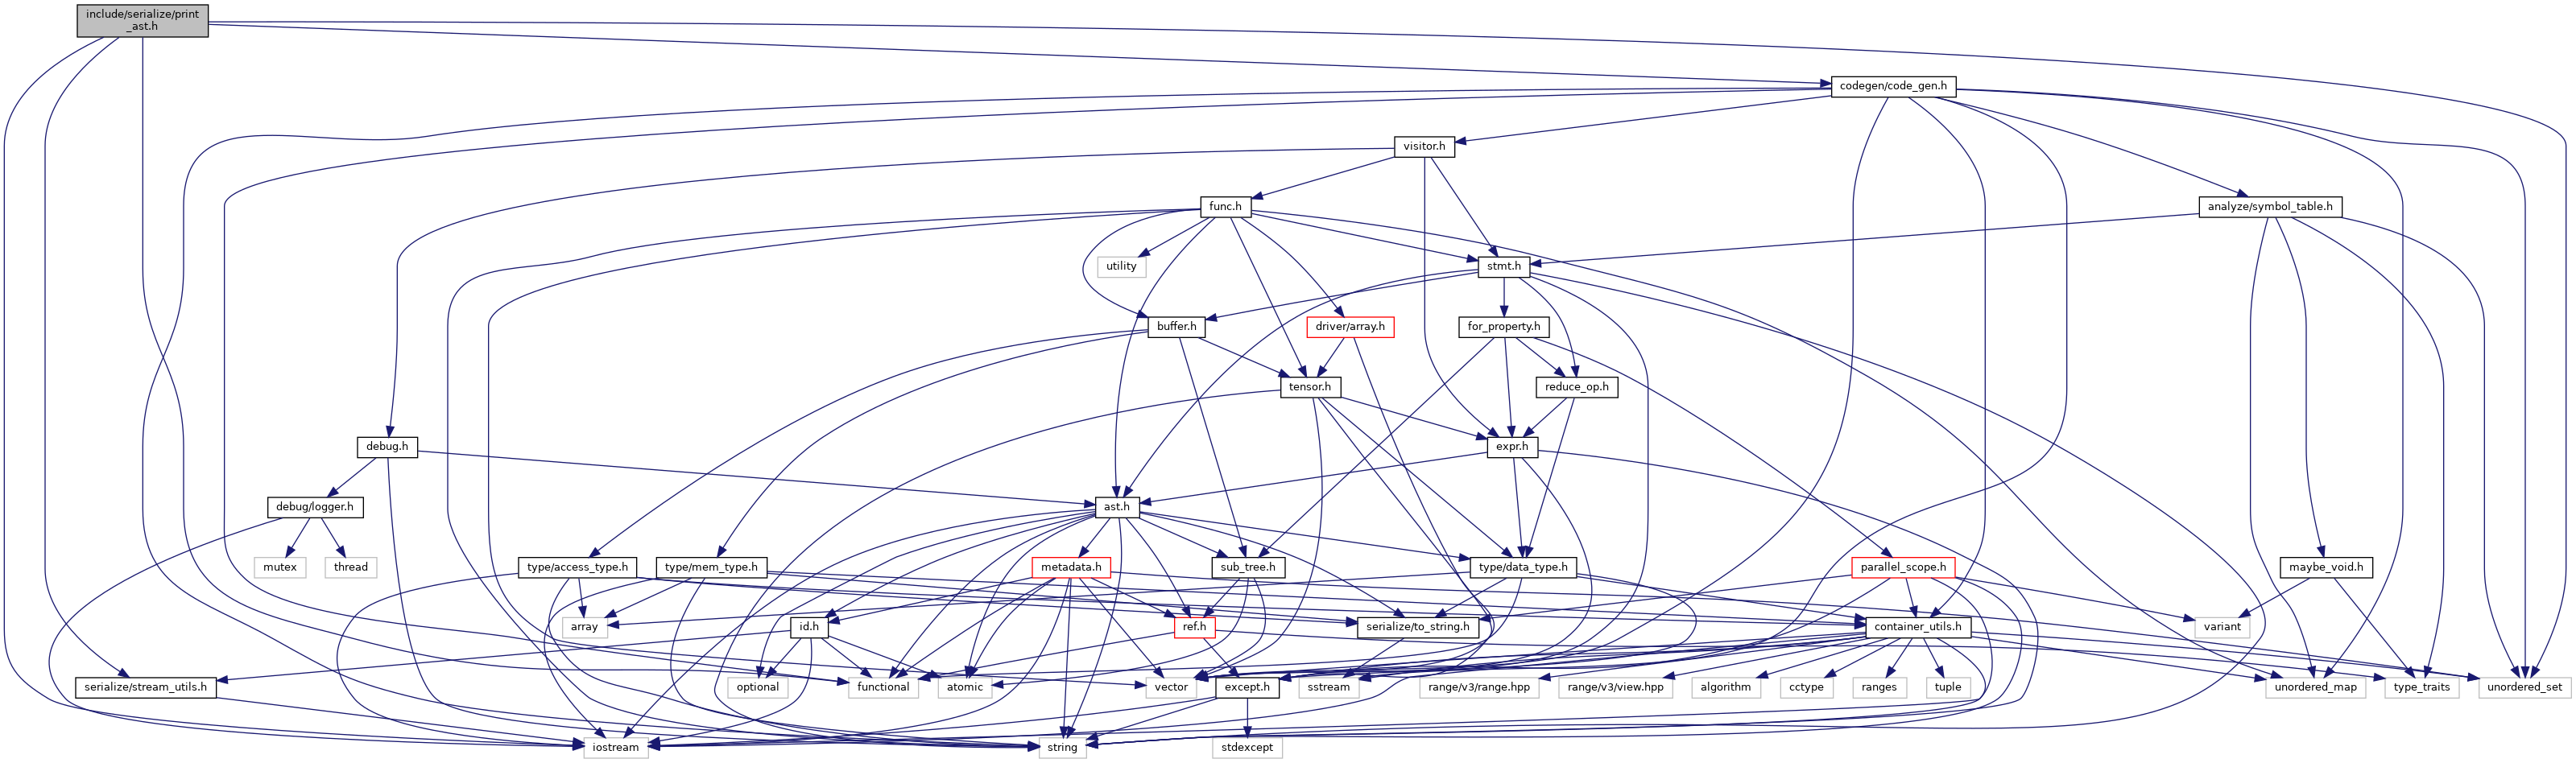 include/serialize/print
_ast.h
codegen/code_gen.h
visitor.h
func.h
analyze/symbol_table.h
utility
stmt.h
buffer.h
driver/array.h
for_property.h
tensor.h
reduce_op.h
debug.h
expr.h
debug/logger.h
ast.h
mutex
thread
type/access_type.h
type/mem_type.h
metadata.h
sub_tree.h
type/data_type.h
parallel_scope.h
maybe_void.h
array
id.h
ref.h
serialize/to_string.h
container_utils.h
variant
serialize/stream_utils.h
optional
functional
atomic
vector
except.h
sstream
range/v3/range.hpp
range/v3/view.hpp
algorithm
cctype
ranges
tuple
unordered_map
type_traits
unordered_set
iostream
string
stdexcept